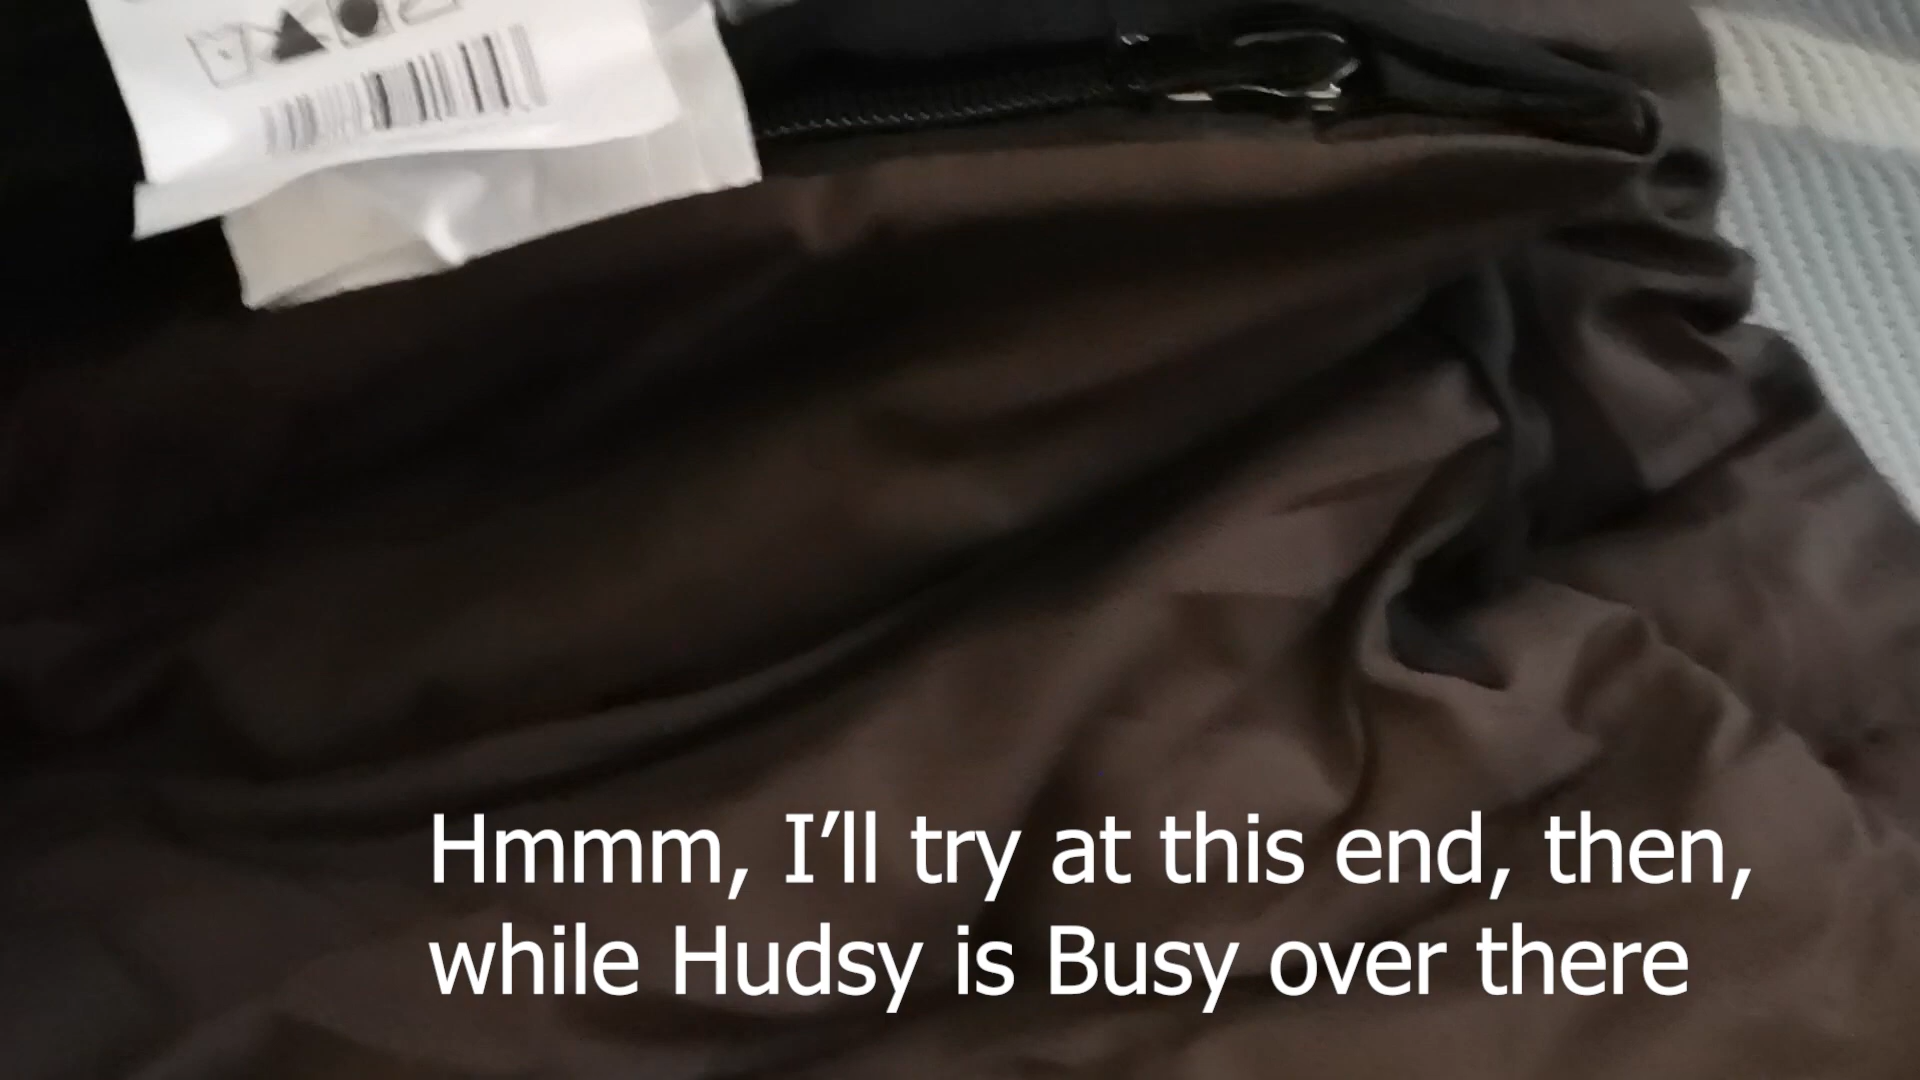 Hmmm, I’ll try at this end, then,
while Hudsy is Busy over there